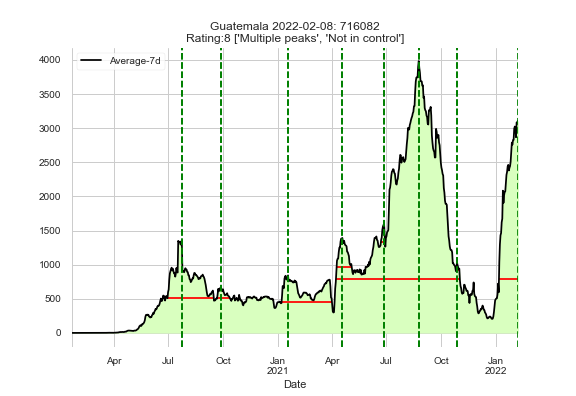 Guatemala 2022-02-08: 716082
Rating:8 ['Multiple peaks', 'Not in control']
Average-7d
4000
3500
3000
2500
2000
1500
1000
500
0
Apr Jul Oct Jan Apr Jul Oct Jan
2021 2022
Date